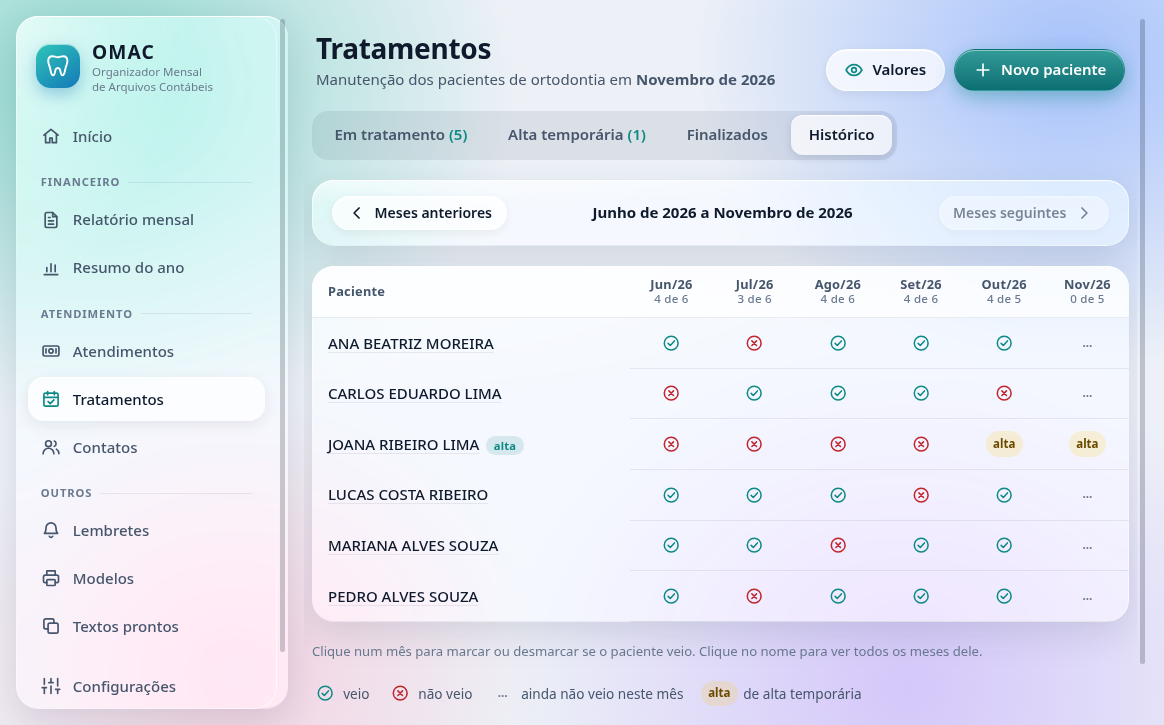 OMAC
Organizador Mensal
de Arquivos Contábeis
Início
FINANCEIRO
Relatório mensal
Resumo do ano
ATENDIMENTO
Atendimentos
Tratamentos
Contatos
OUTROS
Lembretes
Modelos
Textos prontos
Configurações
Tratamentos
Manutenção dos pacientes de ortodontia em Novembro de 2026
Valores
Novo paciente
Em tratamento (5)
Alta temporária (1)
Finalizados
Histórico
Meses anteriores
Junho de 2026 a Novembro de 2026
Meses seguintes
Paciente Jun/26 Jul/26 Ago/26 Set/26 Out/26 Nov/26
4 de 6 3 de 6 4 de 6 4 de 6 4 de 5 0 de 5
ANA BEATRIZ MOREIRA ...
CARLOS EDUARDO LIMA ...
JOANA RIBEIRO LIMA alta alta alta
LUCAS COSTA RIBEIRO ...
MARIANA ALVES SOUZA ...
PEDRO ALVES SOUZA ...
Clique num mês para marcar ou desmarcar se o paciente veio. Clique no nome para ver todos os meses dele.
veio não veio ... ainda não veio neste mês alta de alta temporária